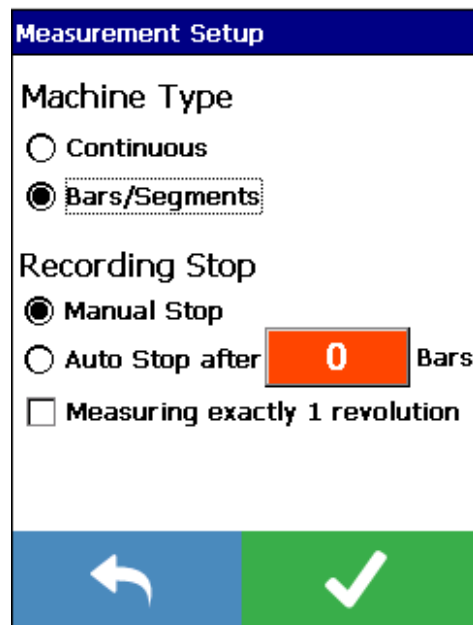 Measurement Setup
Machine Type
Continuous
Bars/Segments
Recording Stop
Manual Stop
Auto Stop after 0 Bars
Measuring exactly 1 revolution